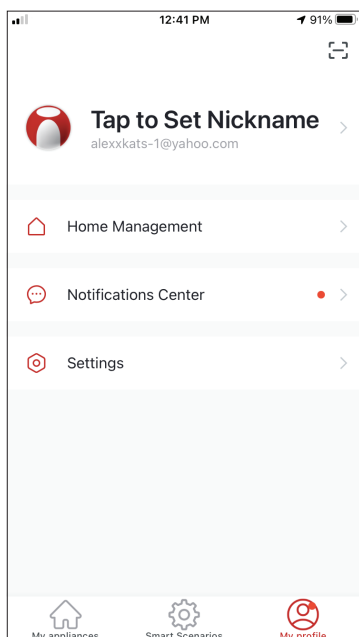 12:41 PM 91%
Tap to Set Nickname
alexxkats-1@yahoo.com
Home Management
Notifications Center
Settings
My appliances Smart Scenarios My profile